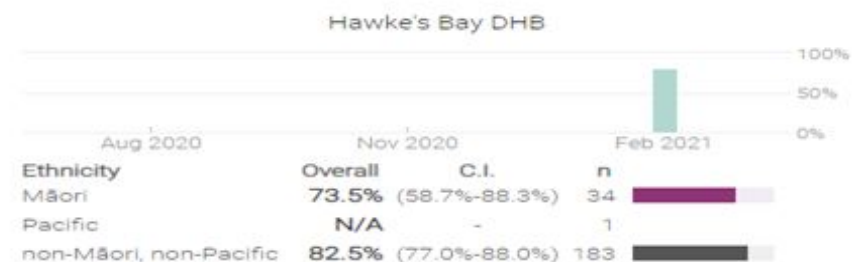 Hawke's Bay DHB
100%
50%
0%
Aug 2020 Nov 2020 Feb 2021
Ethnicity Overall C.I. n
Māori 73.5% (58.7%-88.3%) 34
Pacific N/A - 1
non-Māori, non-Pacific 82.5% (77.0%-88.0%) 183